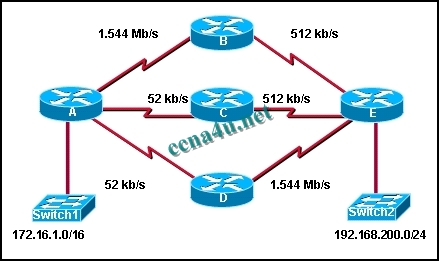 B
1.544 Mb/s
512 kb/s
A
52 kb/s
C
512 kb/s
E
ccna4u.net
52 kb/s
D
1.544 Mb/s
Switch1
Switch2
172.16.1.0/16
192.168.200.0/24